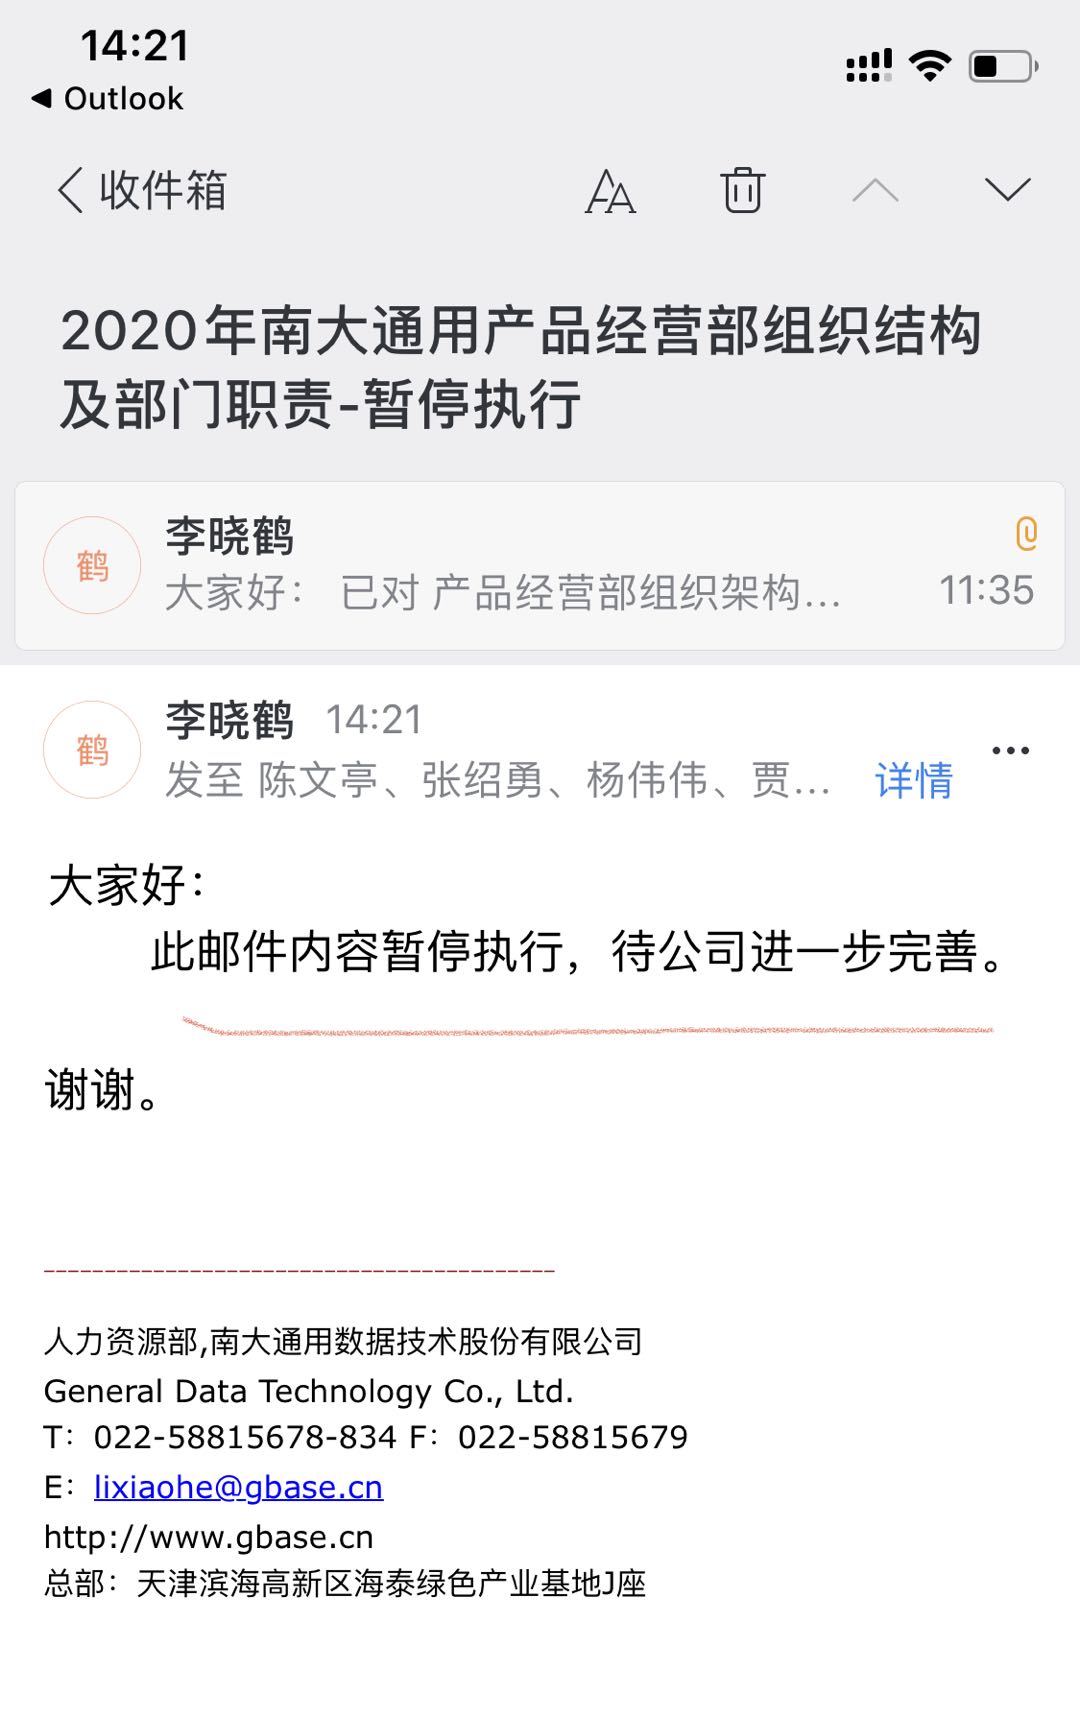 14:21
◀ Outlook
收件箱
2020年南大通用产品经营部组织结构
及部门职责-暂停执行
鹤
李晓鹤
大家好： 已对 产品经营部组织架构...
11:35
鹤
李晓鹤 14:21
发至 陈文亭、张绍勇、杨伟伟、贾... 详情
大家好：
此邮件内容暂停执行，待公司进一步完善。
谢谢。
人力资源部,南大通用数据技术股份有限公司
General Data Technology Co., Ltd.
T：022-58815678-834 F：022-58815679
E：lixiaohe@gbase.cn
http://www.gbase.cn
总部：天津滨海高新区海泰绿色产业基地J座